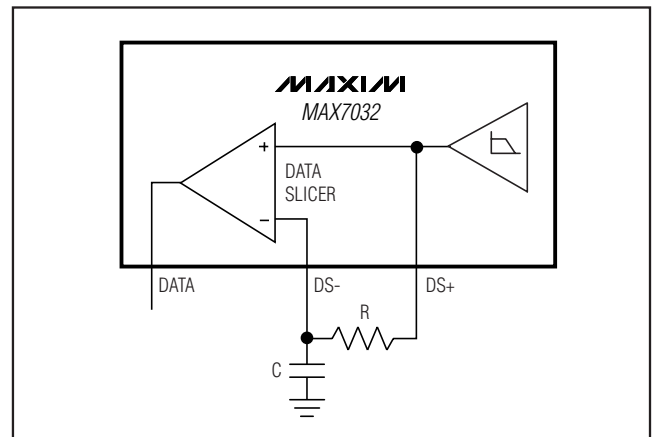 MAXIM
MAX7032
+
DATA
SLICER
−
DATA
DS-
DS+
R
C